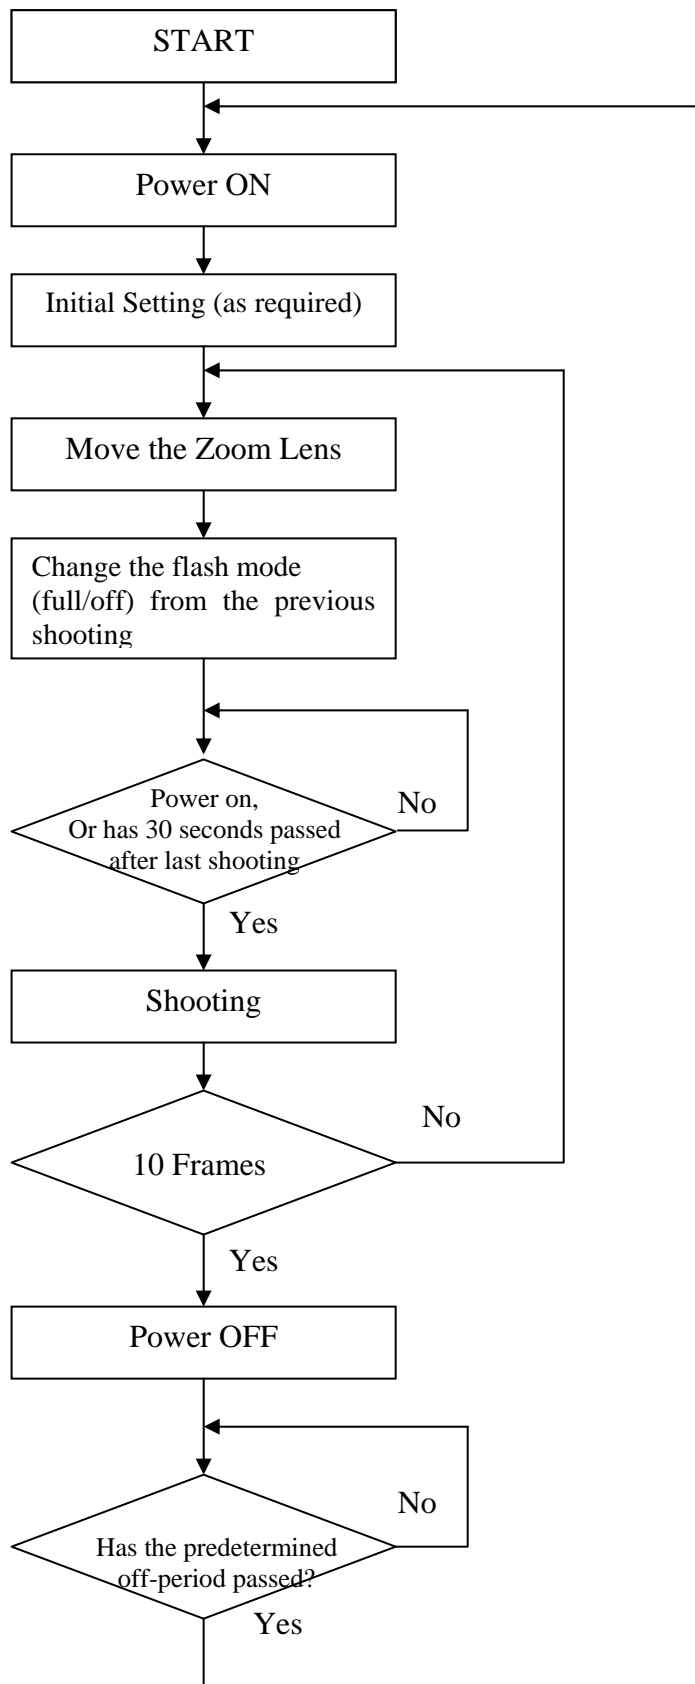 START
Power ON
Initial Setting (as required)
Move the Zoom Lens
Change the flash mode
(full/off) from the previous
shooting
Power on,
Or has 30 seconds passed
after last shooting
No
Yes
Shooting
10 Frames
No
Yes
Power OFF
Has the predetermined
off-period passed?
No
Yes